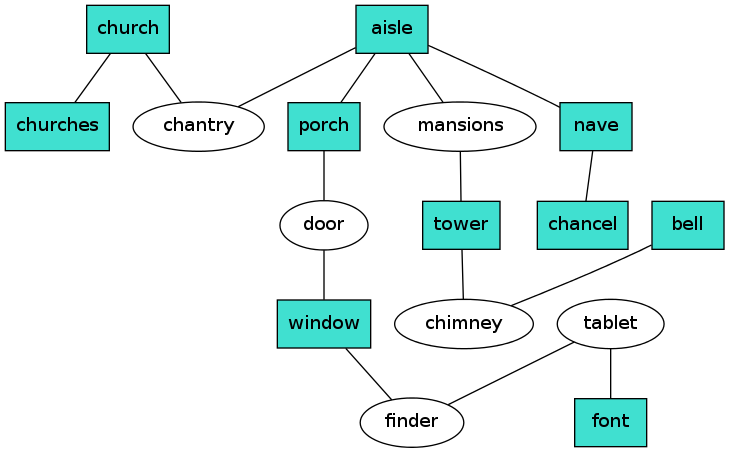 church
aisle
churches
chantry
porch
mansions
nave
door
tower
chancel
bell
window
chimney
tablet
finder
font